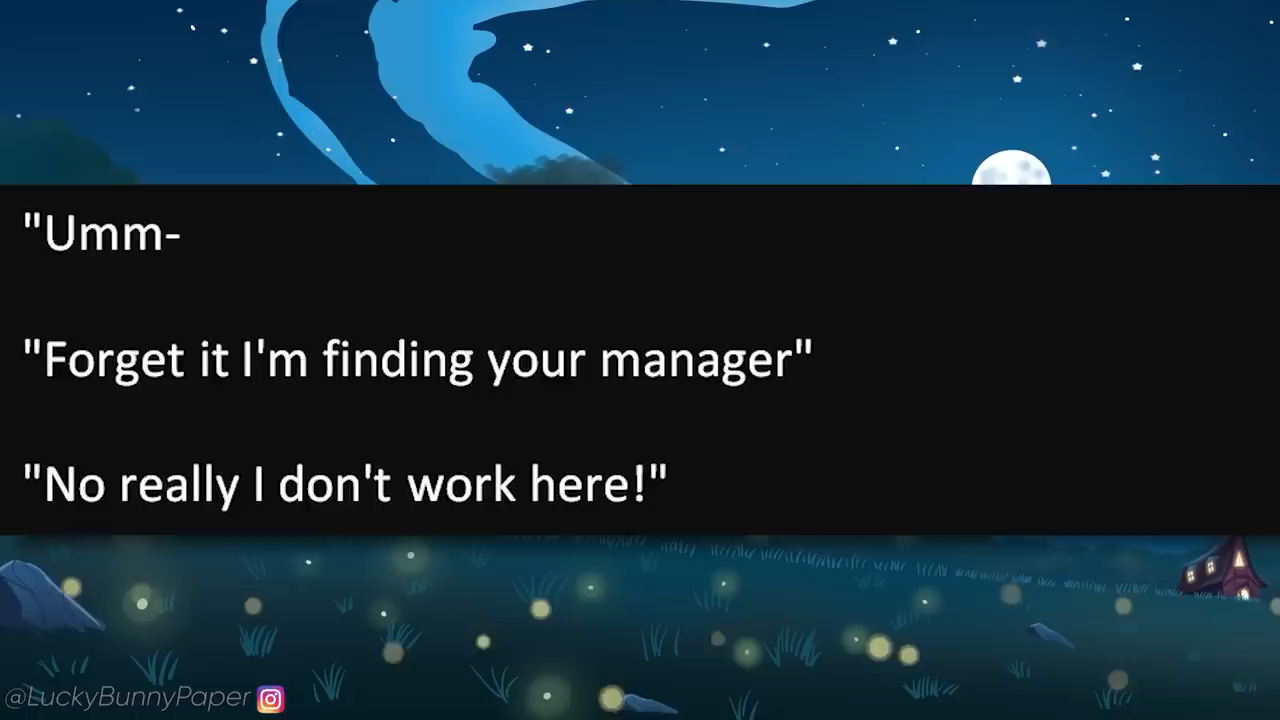 "Umm-
"Forget it I'm finding your manager"
"No really I don't work here!"
@LuckyBunnyPaper